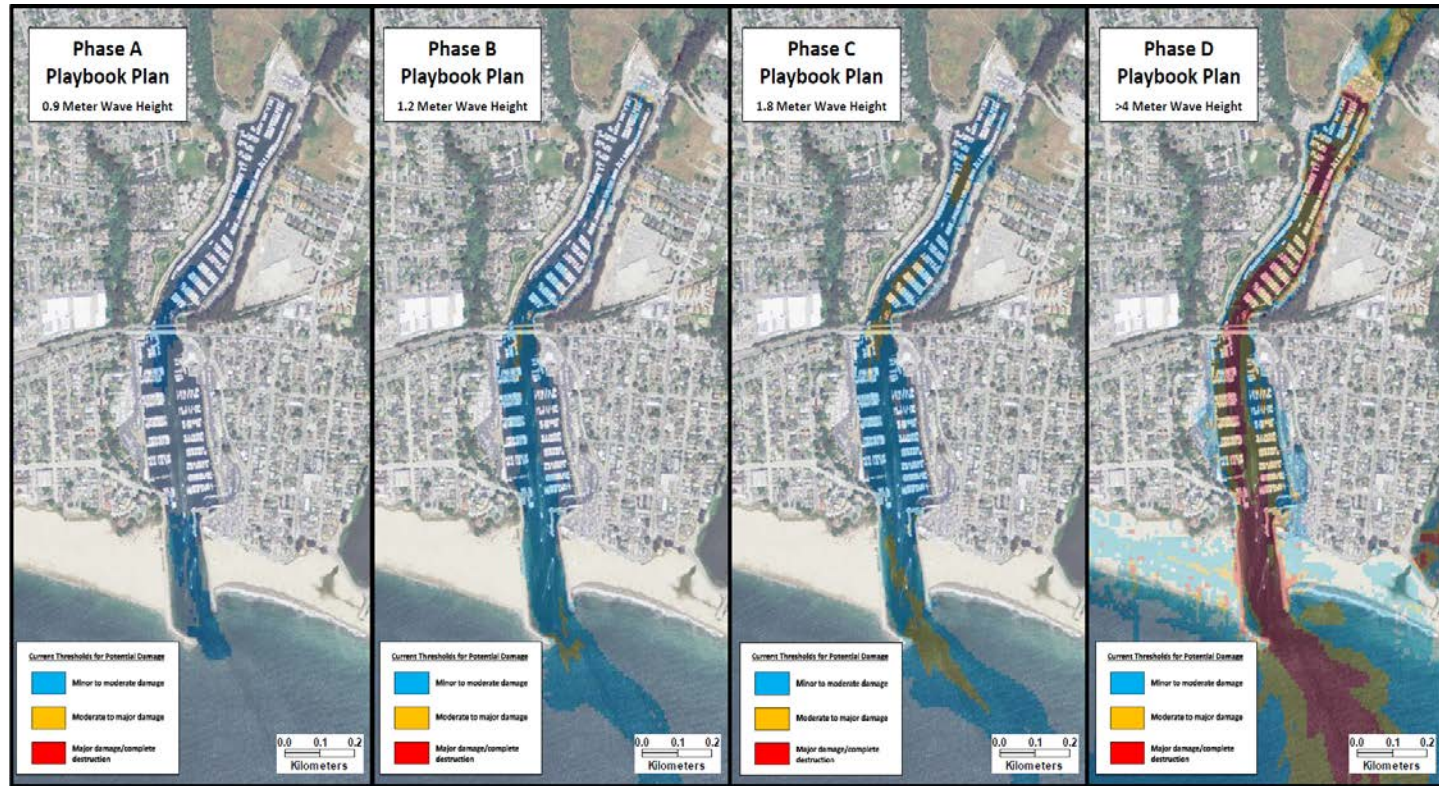 Phase A
Playbook Plan
0.9 Meter Wave Height
Current Thresholds for Potential Damage
Minor to moderate damage
Moderate to major damage
Major damage/complete
destruction
0.0 0.1 0.2
Kilometers
Phase B
Playbook Plan
1.2 Meter Wave Height
Current Thresholds for Potential Damage
Minor to moderate damage
Moderate to major damage
Major damage/complete
destruction
0.0 0.1 0.2
Kilometers
Phase C
Playbook Plan
1.8 Meter Wave Height
Current Thresholds for Potential Damage
Minor to moderate damage
Moderate to major damage
Major damage/complete
destruction
0.0 0.1 0.2
Kilometers
Phase D
Playbook Plan
>4 Meter Wave Height
Current Thresholds for Potential Damage
Minor to moderate damage
Moderate to major damage
Major damage/complete
destruction
0.0 0.1 0.2
Kilometers